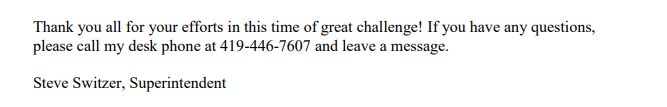 Thank you all for your efforts in this time of great challenge! If you have any questions,
please call my desk phone at 419-446-7607 and leave a message.
Steve Switzer, Superintendent